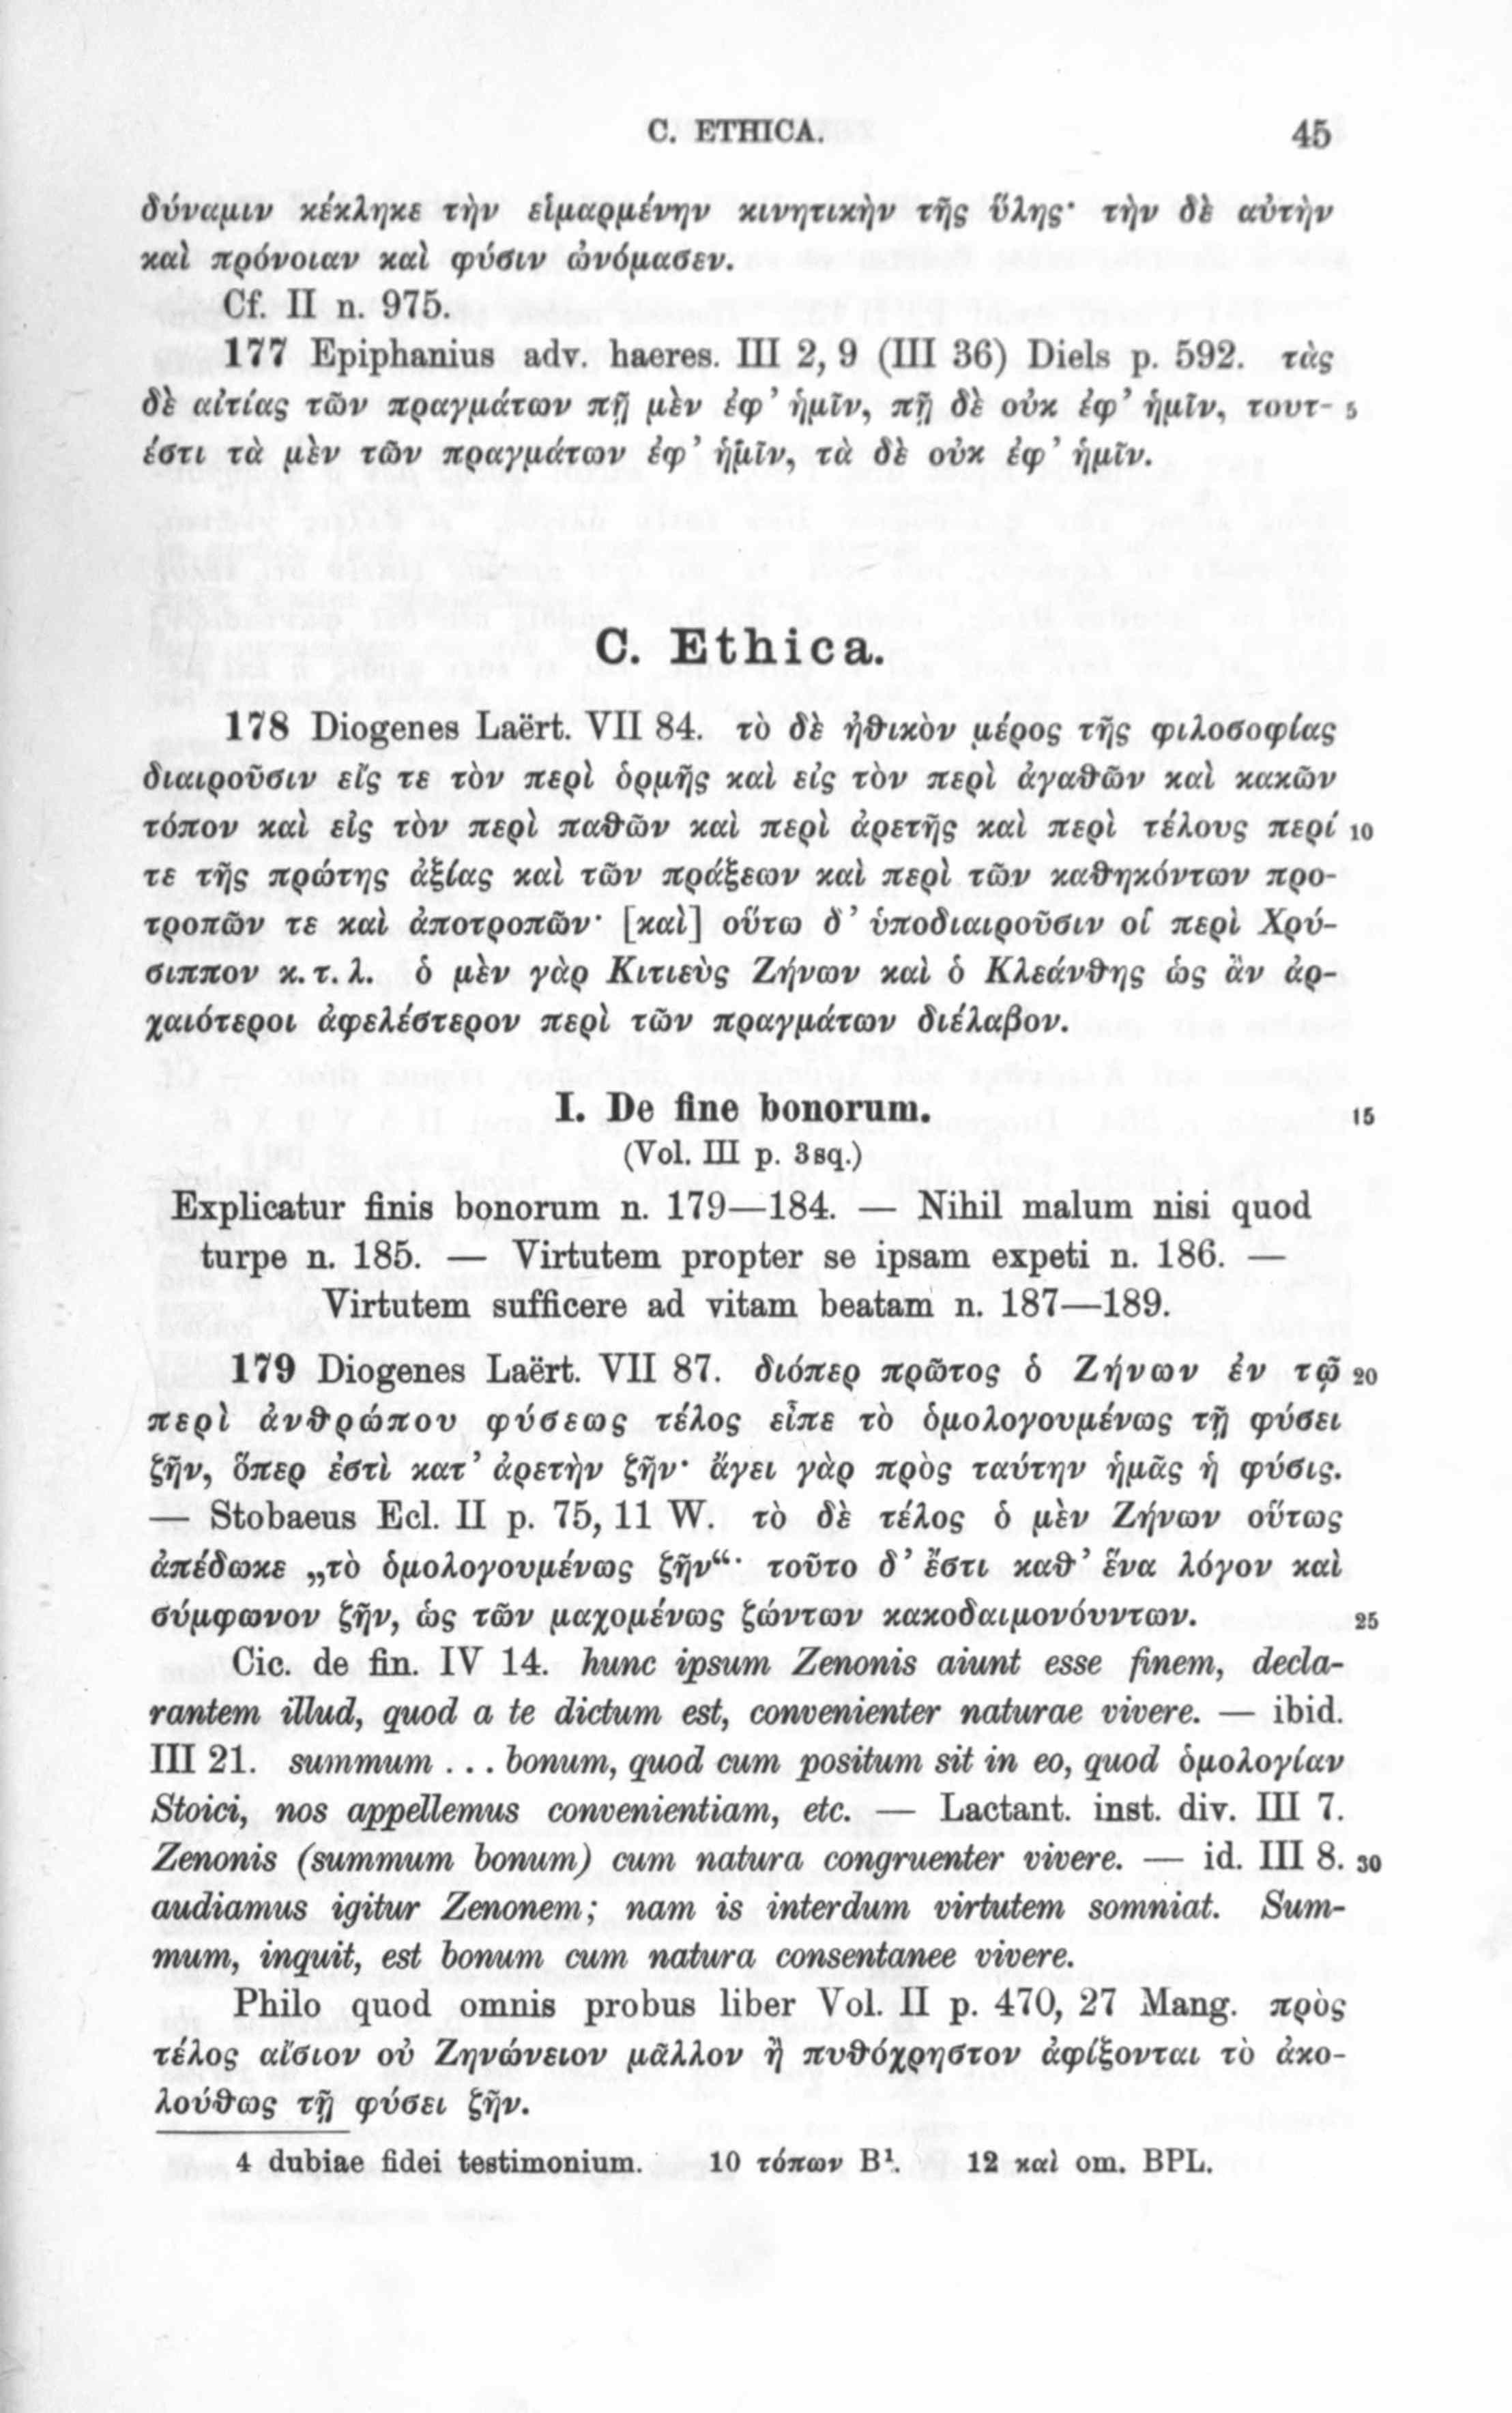 C. ETHICA. 45
δύναμιν κέκληκε τὴν εἱμαρμένην κινητικὴν τῆς ὕλης· τὴν δὲ αὐτὴν
καὶ πρόνοιαν καὶ φύσιν ὠνόμασεν.
Cf. II n. 975.
177 Epiphanius adv. haeres. III 2, 9 (III 36) Diels p. 592. τὰς
δὲ αἰτίας τῶν πραγμάτων πῇ μὲν ἐφ’ ἡμῖν, πῇ δὲ οὐκ ἐφ’ ἡμῖν, τουτ- 5
έστι τὰ μὲν τῶν πραγμάτων ἐφ’ ἡμῖν, τὰ δὲ οὐκ ἐφ’ ἡμῖν.
C. Ethica.
178 Diogenes Laërt. VII 84. τὸ δὲ ἠθικὸν μέρος τῆς φιλοσοφίας
διαιροῦσιν εἴς τε τὸν περὶ ὁρμῆς καὶ εἰς τὸν περὶ ἀγαθῶν καὶ κακῶν
τόπον καὶ εἰς τὸν περὶ παθῶν καὶ περὶ ἀρετῆς καὶ περὶ τέλους περί 10
τε τῆς πρώτης ἀξίας καὶ τῶν πράξεων καὶ περὶ τῶν καθηκόντων προ-
τροπῶν τε καὶ ἀποτροπῶν· [καὶ] οὕτω δ’ ὑποδιαιροῦσιν οἱ περὶ Χρύ-
σιππον κ. τ. λ. ὁ μὲν γὰρ Κιτιεὺς Ζήνων καὶ ὁ Κλεάνθης ὡς ἂν ἀρ-
χαιότεροι ἀφελέστερον περὶ τῶν πραγμάτων διέλαβον.
I. De fine bonorum. 15
(Vol. III p. 3 sq.)
Explicatur finis bonorum n. 179—184. — Nihil malum nisi quod
turpe n. 185. — Virtutem propter se ipsam expeti n. 186. —
Virtutem sufficere ad vitam beatam n. 187—189.
179 Diogenes Laërt. VII 87. διόπερ πρῶτος ὁ Ζήνων ἐν τῷ 20
περὶ ἀνθρώπου φύσεως τέλος εἶπε τὸ ὁμολογουμένως τῇ φύσει
ζῆν, ὅπερ ἐστὶ κατ’ ἀρετὴν ζῆν· ἄγει γὰρ πρὸς ταύτην ἡμᾶς ἡ φύσις.
— Stobaeus Ecl. II p. 75, 11 W. τὸ δὲ τέλος ὁ μὲν Ζήνων οὕτως
ἀπέδωκε „τὸ ὁμολογουμένως ζῆν“· τοῦτο δ’ ἔστι καθ’ ἕνα λόγον καὶ
σύμφωνον ζῆν, ὡς τῶν μαχομένως ζώντων κακοδαιμονόυντων. 25
Cic. de fin. IV 14. hunc ipsum Zenonis aiunt esse finem, decla-
rantem illud, quod a te dictum est, convenienter naturae vivere. — ibid.
III 21. summum . . . bonum, quod cum positum sit in eo, quod ὁμολογίαν
Stoici, nos appellemus convenientiam, etc. — Lactant. inst. div. III 7.
Zenonis (summum bonum) cum natura congruenter vivere. — id. III 8. 30
audiamus igitur Zenonem; nam is interdum virtutem somniat. Sum-
mum, inquit, est bonum cum natura consentanee vivere.
Philo quod omnis probus liber Vol. II p. 470, 27 Mang. πρὸς
τέλος αἴσιον οὐ Ζηνώνειον μᾶλλον ἢ πυθόχρηστον ἀφίξονται τὸ ἀκο-
λούθως τῇ φύσει ζῆν.
4 dubiae fidei testimonium. 10 τόπων B¹. 12 καὶ om. BPL.